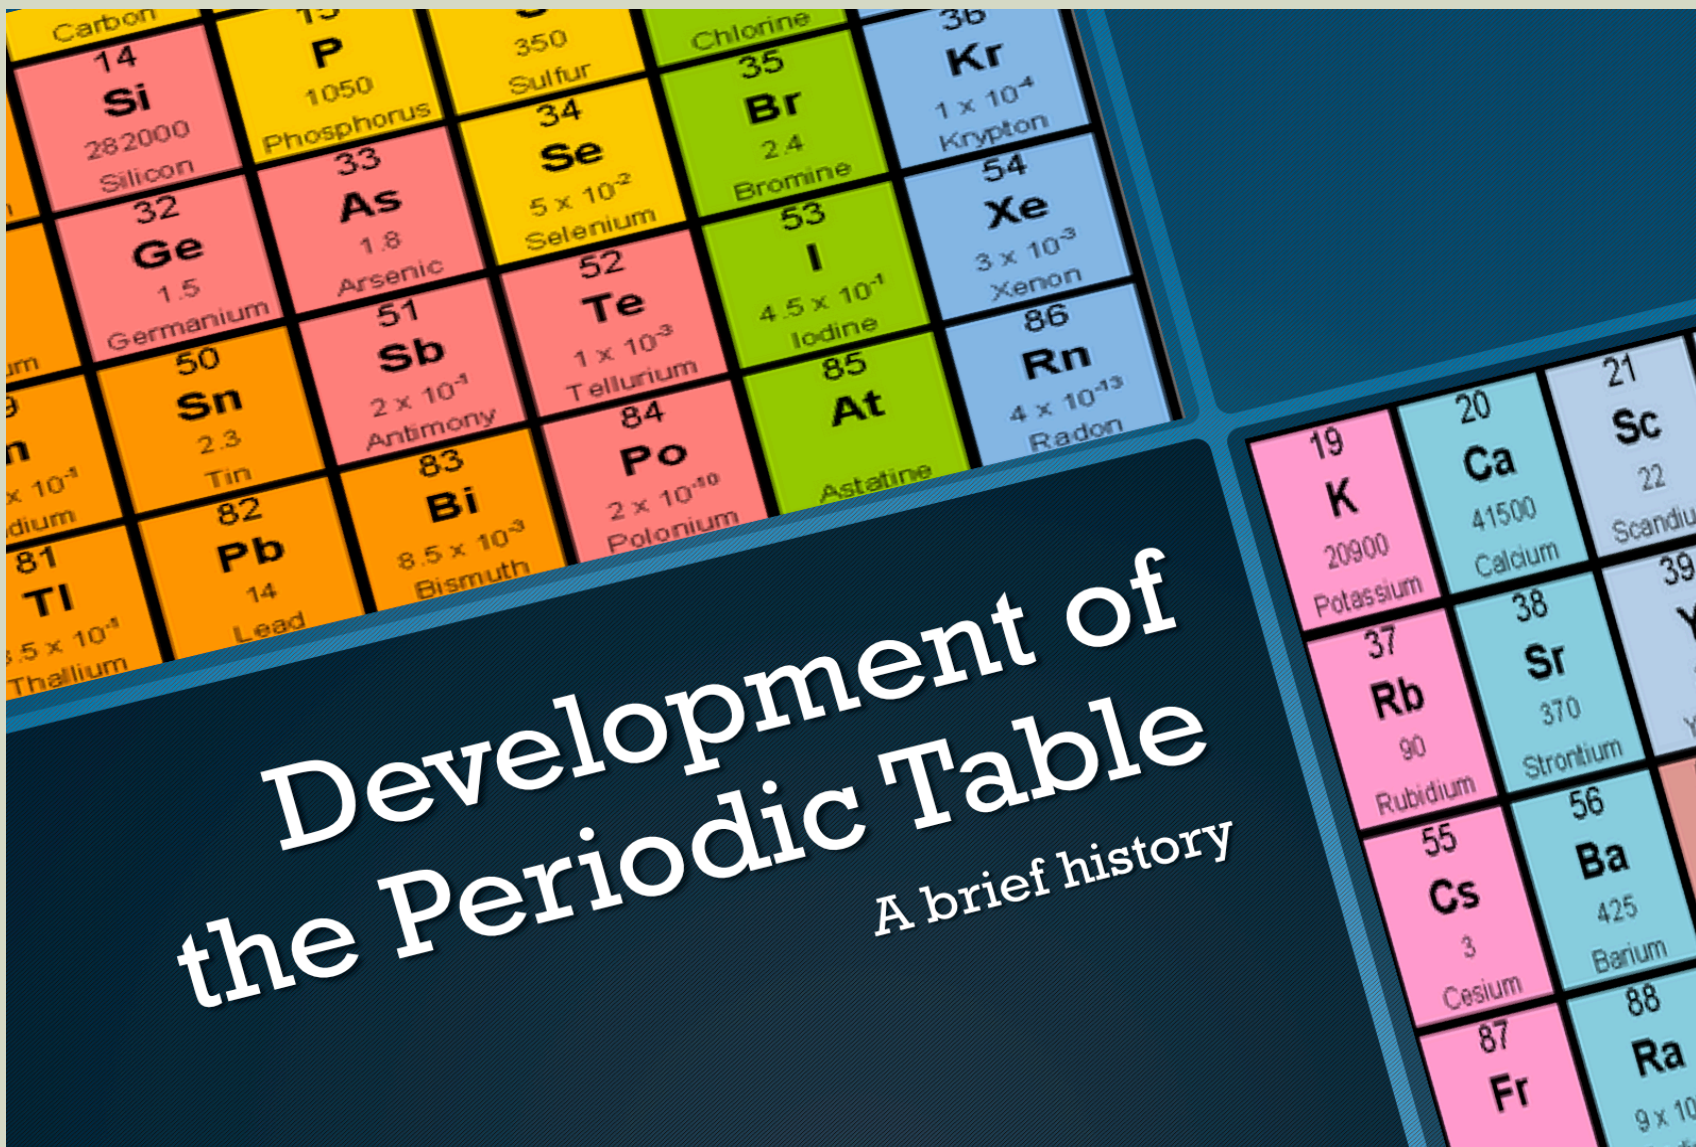 Carbon
14
Si
282000
Silicon
15
P
1050
Phosphorus
350
Sulfur
Chlorine
35
Br
2.4
Bromine
36
Kr
1 x 10⁻⁴
Krypton
32
Ge
1.5
Germanium
33
As
1.8
Arsenic
34
Se
5 x 10⁻²
Selenium
53
I
4.5 x 10⁻¹
Iodine
54
Xe
3 x 10⁻³
Xenon
50
Sn
2.3
Tin
51
Sb
2 x 10⁻¹
Antimony
52
Te
1 x 10⁻³
Tellurium
85
At
Astatine
86
Rn
4 x 10⁻¹³
Radon
81
Tl
.5 x 10⁻¹
Thallium
82
Pb
14
Lead
83
Bi
8.5 x 10⁻³
Bismuth
84
Po
2 x 10⁻¹⁰
Polonium
Development of
the Periodic Table
A brief history
19
K
20900
Potassium
20
Ca
41500
Calcium
21
Sc
22
Scandiu
37
Rb
90
Rubidium
38
Sr
370
Strontium
39
Y
55
Cs
3
Cesium
56
Ba
425
Barium
87
Fr
88
Ra
9 x 10